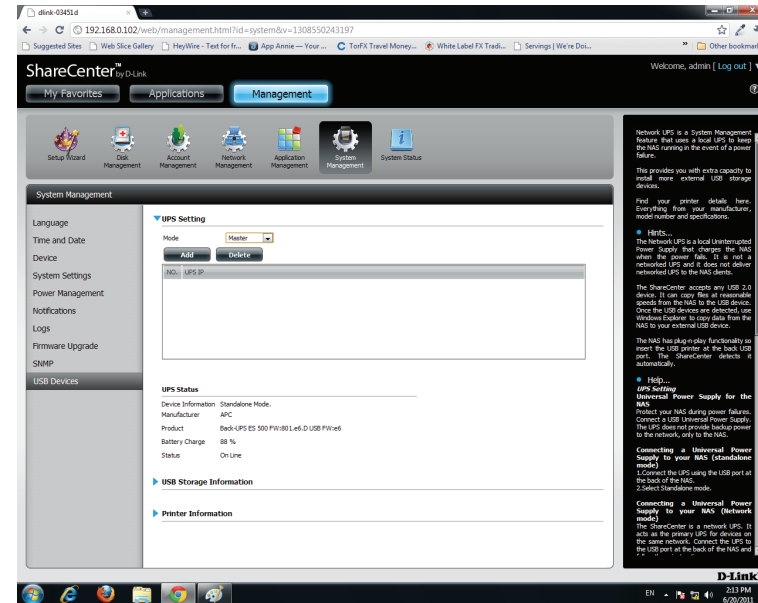 dlink-03451d
192.168.0.102/web/management.html?id=system&v=1308550243197
Suggested Sites Web Slice Gallery HeyWire - Text for fr... App Annie — Your ... TorFX Travel Money... White Label FX Tradi... Servings | We're Doi... » Other bookmark
ShareCenter™ by D-Link
Welcome, admin [ Log out ]
My Favorites Applications Management
Setup Wizard
Disk Management
Account Management
Network Management
Application Management
System Management
System Status
System Management
Language
Time and Date
Device
System Settings
Power Management
Notifications
Logs
Firmware Upgrade
SNMP
USB Devices
UPS Setting
Mode Master
Add Delete
NO. UPS IP
UPS Status
Device Information Standalone Mode.
Manufacturer APC
Product Back-UPS ES 500 FW:801.e6.D USB FW:e6
Battery Charge 88 %
Status On Line
USB Storage Information
Printer Information
Network UPS is a System Management
feature that uses a local UPS to keep
the NAS running in the event of a power
failure.
This provides you with extra capacity to
install more external USB storage
devices.
Find your printer details here.
Everything from your manufacturer,
model number and specifications.
Hints...
The Network UPS is a local Uninterrupted
Power Supply that charges the NAS
when the power fails. It is not a
networked UPS and it does not deliver
networked UPS to the NAS clients.
The ShareCenter accepts any USB 2.0
device. It can copy files at reasonable
speeds from the NAS to the USB device.
Once the USB devices are detected, use
Windows Explorer to copy data from the
NAS to your external USB device.
The NAS has plug-n-play functionality so
insert the USB printer at the back USB
port. The ShareCenter detects it
automatically.
Help...
UPS Setting
Universal Power Supply for the
NAS
Protect your NAS during power failures.
Connect a USB Universal Power Supply.
The UPS does not provide backup power
to the network, only to the NAS.
Connecting a Universal Power
Supply to your NAS (standalone
mode)
1.Connect the UPS using the USB port at
the back of the NAS.
2.Select Standalone mode.
Connecting a Universal Power
Supply to your NAS (Network
mode)
The ShareCenter is a network UPS. It
acts as the primary UPS for devices on
the same network. Connect the UPS to
the USB port at the back of the NAS and
D-Link
EN
2:13 PM
6/20/2011